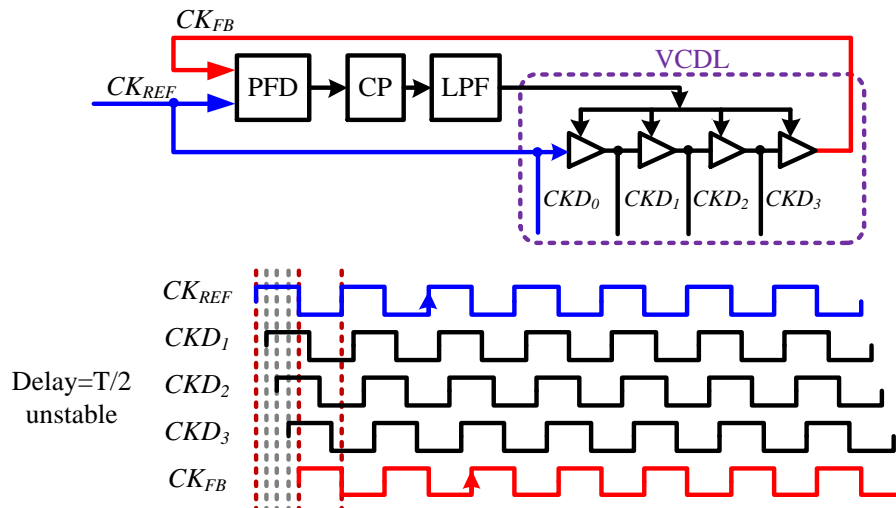 CK_FB
VCDL
CK_REF
PFD
CP
LPF
CKD_0
CKD_1
CKD_2
CKD_3
CK_REF
CKD_1
Delay=T/2
unstable
CKD_2
CKD_3
CK_FB